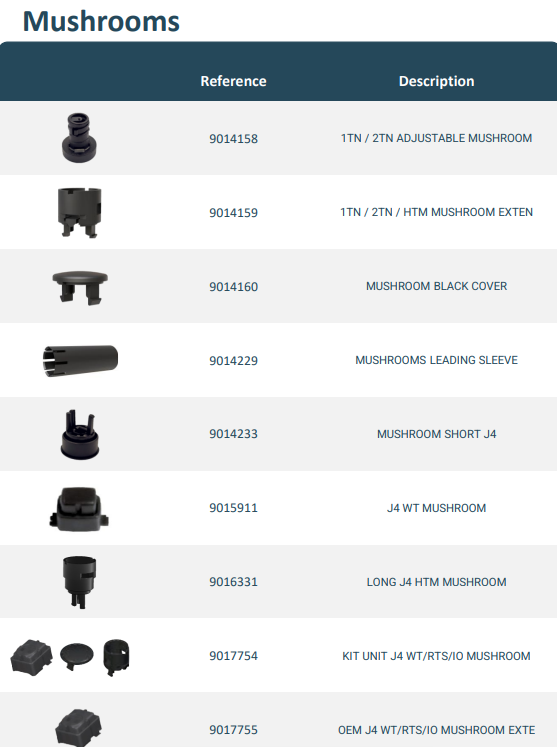 Mushrooms
Reference Description
9014158 1TN / 2TN ADJUSTABLE MUSHROOM
9014159 1TN / 2TN / HTM MUSHROOM EXTEN
9014160 MUSHROOM BLACK COVER
9014229 MUSHROOMS LEADING SLEEVE
9014233 MUSHROOM SHORT J4
9015911 J4 WT MUSHROOM
9016331 LONG J4 HTM MUSHROOM
9017754 KIT UNIT J4 WT/RTS/IO MUSHROOM
9017755 OEM J4 WT/RTS/IO MUSHROOM EXTE